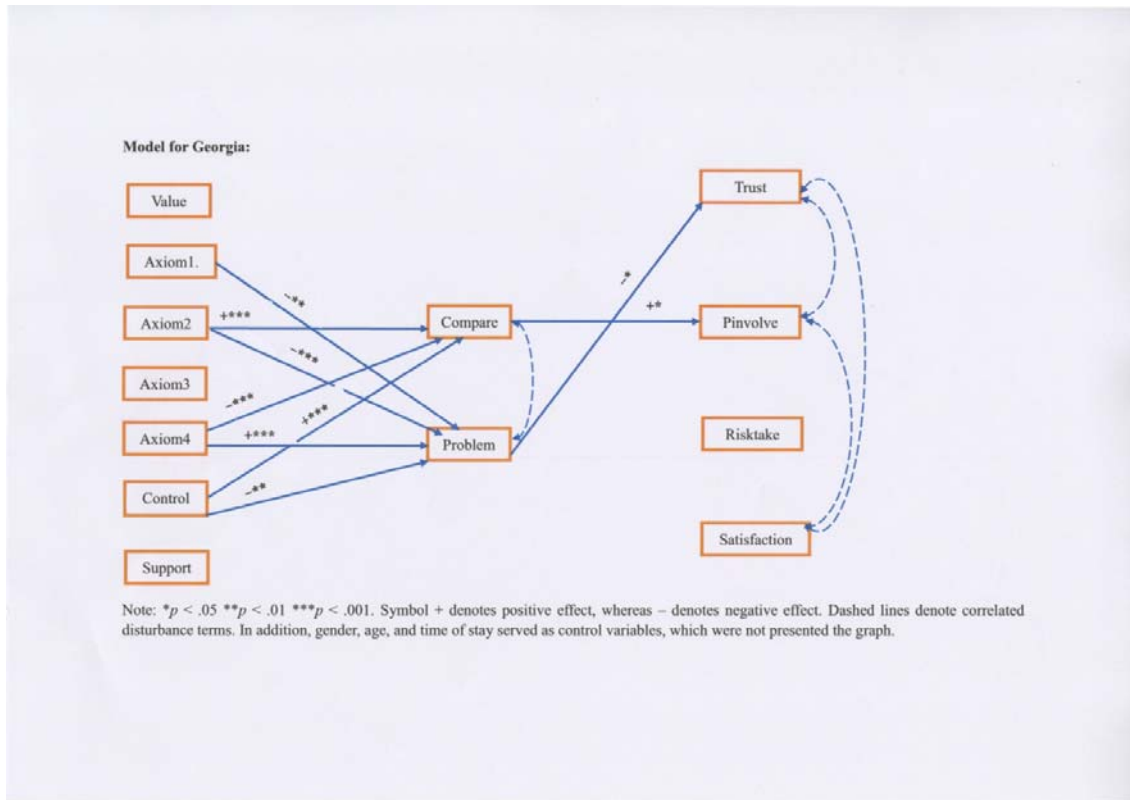 Model for Georgia:
Value
Trust
Axiom1.
−**
−*
Axiom2
+***
Compare
+*
Pinvolve
−***
Axiom3
−***
+***
Axiom4
+***
Problem
Risktake
Control
−**
Satisfaction
Support
Note: *p < .05 **p < .01 ***p < .001. Symbol + denotes positive effect, whereas – denotes negative effect. Dashed lines denote correlated
disturbance terms. In addition, gender, age, and time of stay served as control variables, which were not presented the graph.